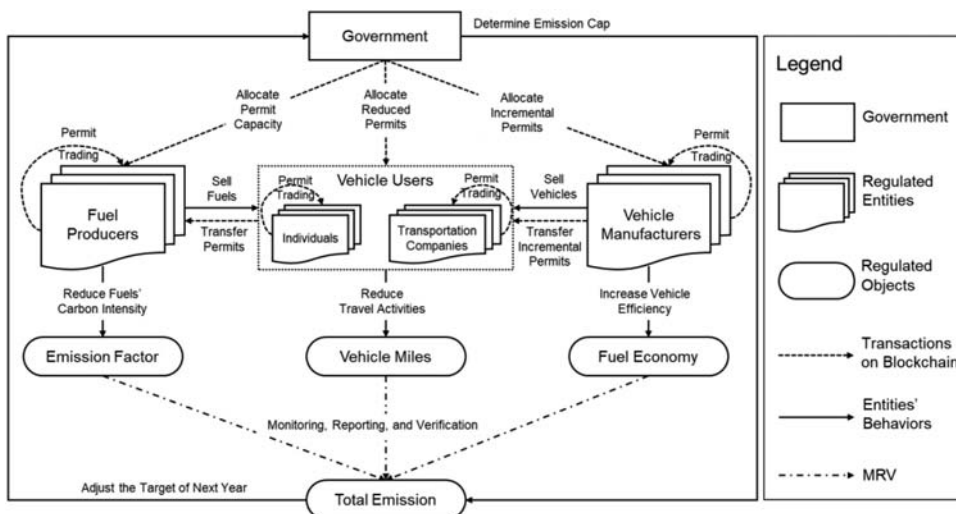 Determine Emission Cap
Government
Allocate
Permit
Capacity
Allocate
Reduced
Permits
Allocate
Incremental
Permits
Permit
Trading
Fuel
Producers
Sell
Fuels
Transfer
Permits
Vehicle Users
Permit
Trading
Individuals
Permit
Trading
Transportation
Companies
Sell
Vehicles
Transfer
Incremental
Permits
Permit
Trading
Vehicle
Manufacturers
Reduce Fuels'
Carbon Intensity
Reduce
Travel Activities
Increase Vehicle
Efficiency
Emission Factor
Vehicle Miles
Fuel Economy
Monitoring, Reporting, and Verification
Adjust the Target of Next Year
Total Emission
Legend
Government
Regulated
Entities
Regulated
Objects
Transactions
on Blockchain
Entities'
Behaviors
MRV